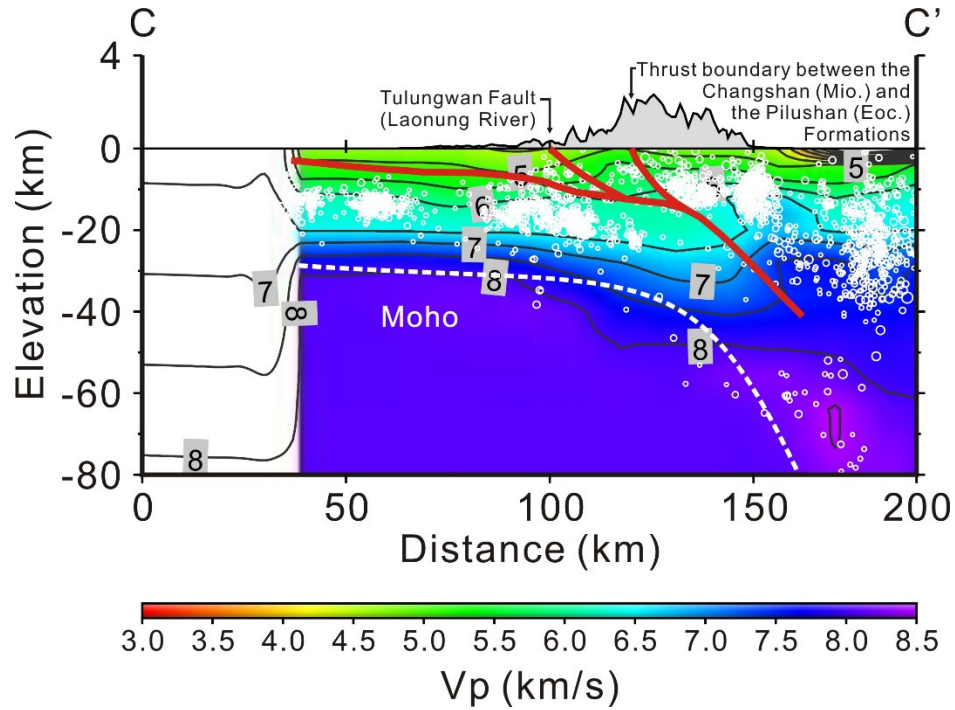 C
C'
4
Thrust boundary between the
Changshan (Mio.) and
the Pilushan (Eoc.)
Formations
Tulungwan Fault
(Laonung River)
0
-20
-40
-60
-80
Elevation (km)
5
5
6
7
7
7
8
8
8
8
Moho
0
50
100
150
200
Distance (km)
3.0 3.5 4.0 4.5 5.0 5.5 6.0 6.5 7.0 7.5 8.0 8.5
Vp (km/s)